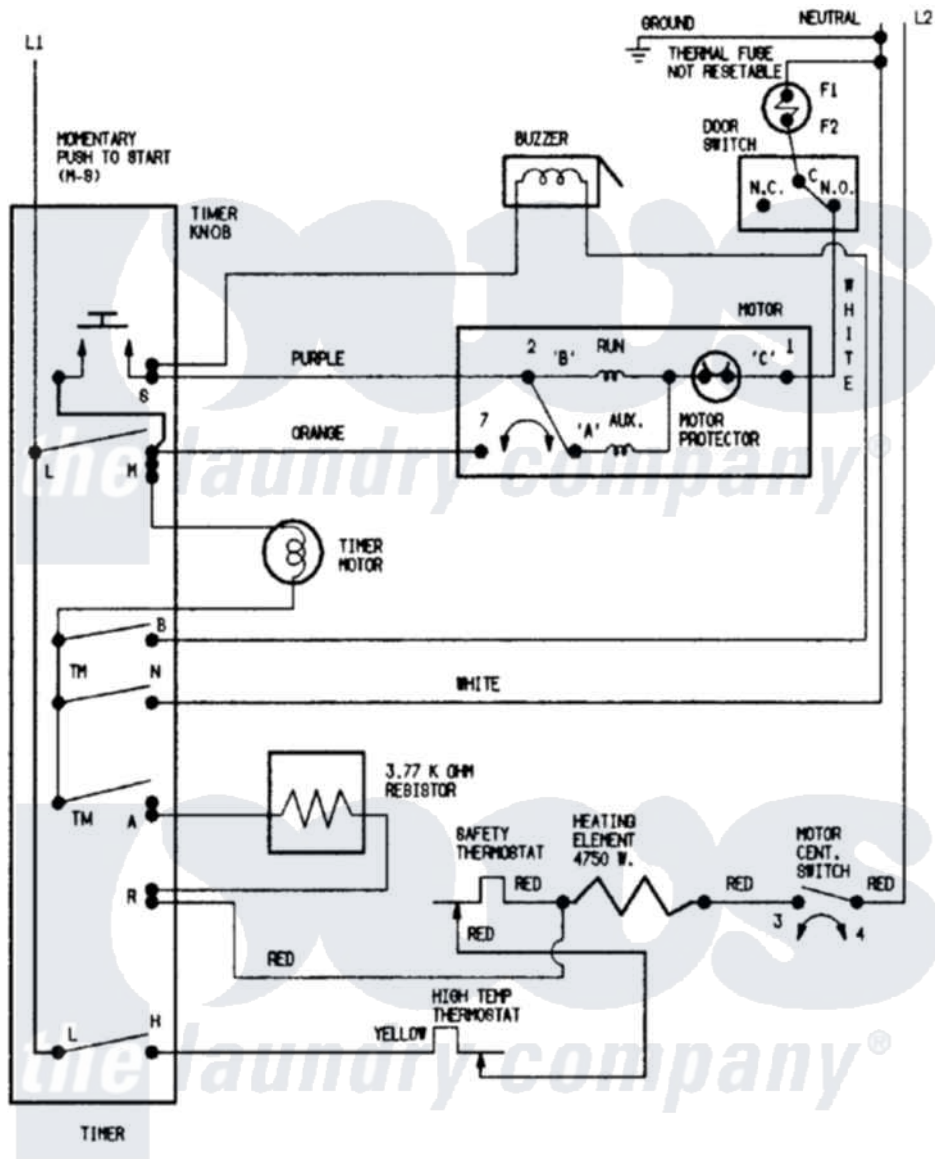 L1
GROUND
NEUTRAL
L2
THERMAL FUSE
NOT RESETABLE
F1
F2
MOMENTARY
PUSH TO START
(M-S)
BUZZER
DOOR
SWITCH
C
N.C.
N.O.
TIMER
KNOB
WHITE
MOTOR
PURPLE
2
'B'
RUN
'C'
1
S
ORANGE
7
'A'
AUX.
MOTOR
PROTECTOR
L
M
the laundry company®
TIMER
MOTOR
B
TM
N
WHITE
3.77 K OHM
RESISTOR
TM
A
SAFETY
THERMOSTAT
HEATING
ELEMENT
4750 W.
MOTOR
CENT.
SWITCH
RED
RED
RED
R
RED
3
4
RED
HIGH TEMP
THERMOSTAT
L
H
YELLOW
the laundry company®
TIMER